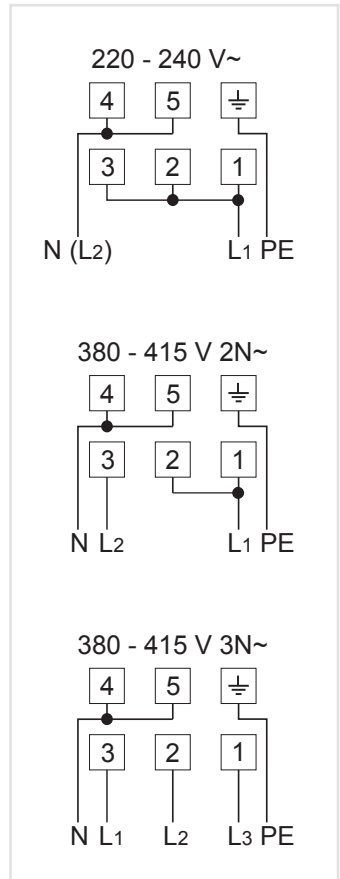 220 - 240 V~
4 5
3 2 1
N (L2) L1 PE
380 - 415 V 2N~
4 5
3 2 1
N L2 L1 PE
380 - 415 V 3N~
4 5
3 2 1
N L1 L2 L3 PE